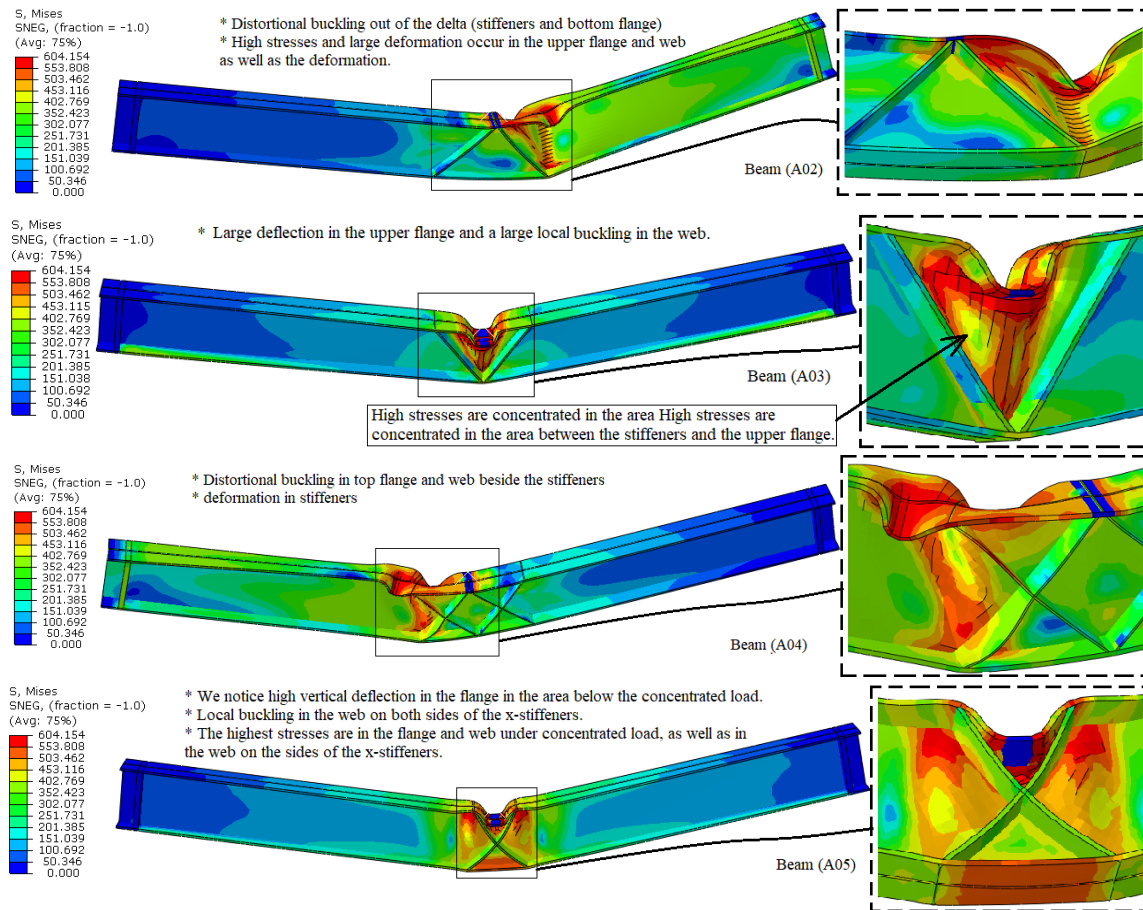 S, Mises
SNEG, (fraction = -1.0)
(Avg: 75%)
604.154
553.808
503.462
453.116
402.769
352.423
302.077
251.731
201.385
151.039
100.692
50.346
0.000
* Distortional buckling out of the delta (stiffeners and bottom flange)
* High stresses and large deformation occur in the upper flange and web
as well as the deformation.
Beam (A02)
S, Mises
SNEG, (fraction = -1.0)
(Avg: 75%)
604.154
553.808
503.462
453.115
402.769
352.423
302.077
251.731
201.385
151.038
100.692
50.346
0.000
* Large deflection in the upper flange and a large local buckling in the web.
Beam (A03)
High stresses are concentrated in the area High stresses are
concentrated in the area between the stiffeners and the upper flange.
S, Mises
SNEG, (fraction = -1.0)
(Avg: 75%)
604.154
553.808
503.462
453.116
402.769
352.423
302.077
251.731
201.385
151.039
100.692
50.346
0.000
* Distortional buckling in top flange and web beside the stiffeners
* deformation in stiffeners
Beam (A04)
S, Mises
SNEG, (fraction = -1.0)
(Avg: 75%)
604.154
553.808
503.462
453.116
402.769
352.423
302.077
251.731
201.385
151.039
100.692
50.346
0.000
* We notice high vertical deflection in the flange in the area below the concentrated load.
* Local buckling in the web on both sides of the x-stiffeners.
* The highest stresses are in the flange and web under concentrated load, as well as in
the web on the sides of the x-stiffeners.
Beam (A05)